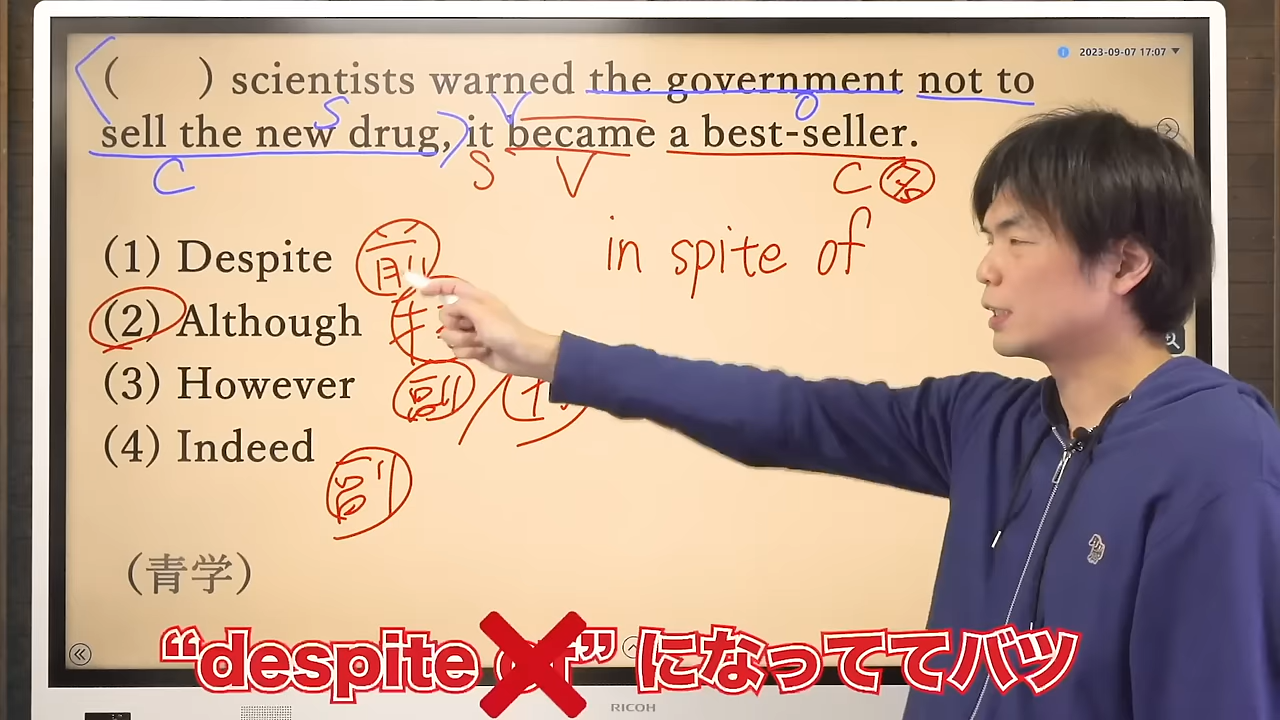 2023-09-07 17:07
( ) scientists warned the government not to
S V O
sell the new drug, it became a best-seller.
C S V C 名
(1) Despite 前
in spite of
(2) Although
(3) However 副 /
(4) Indeed
副
(青学)
“despite ” になっててバツ
RICOH